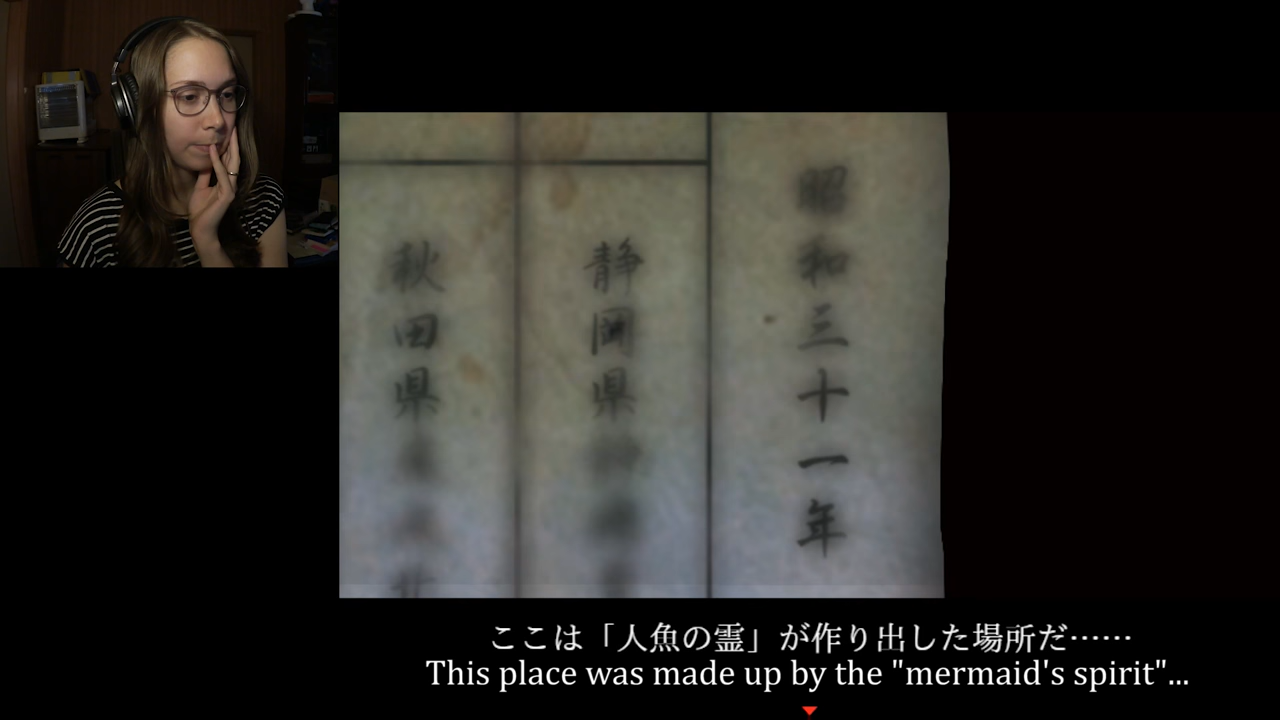 昭和三十一年
静岡県
秋田県
ここは「人魚の霊」が作り出した場所だ……
This place was made up by the "mermaid's spirit"...